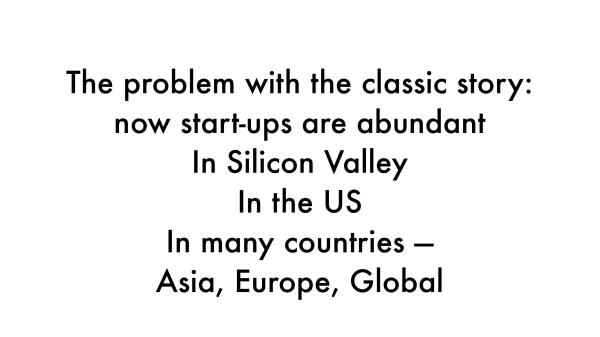 The problem with the classic story:
now start-ups are abundant
In Silicon Valley
In the US
In many countries —
Asia, Europe, Global